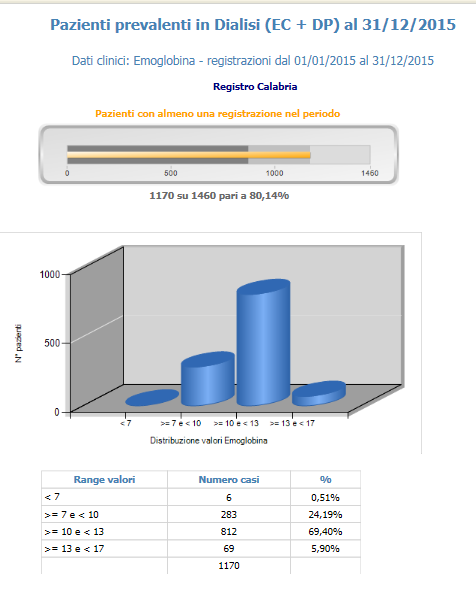 Pazienti prevalenti in Dialisi (EC + DP) al 31/12/2015
Dati clinici: Emoglobina - registrazioni dal 01/01/2015 al 31/12/2015
Registro Calabria
Pazienti con almeno una registrazione nel periodo
0 500 1000 1460
1170 su 1460 pari a 80,14%
1000
500
0
N° pazienti
< 7 >= 7 e < 10 >= 10 e < 13 >= 13 e < 17
Distribuzione valori Emoglobina
Range valori Numero casi %
< 7 6 0,51%
>= 7 e < 10 283 24,19%
>= 10 e < 13 812 69,40%
>= 13 e < 17 69 5,90%
1170